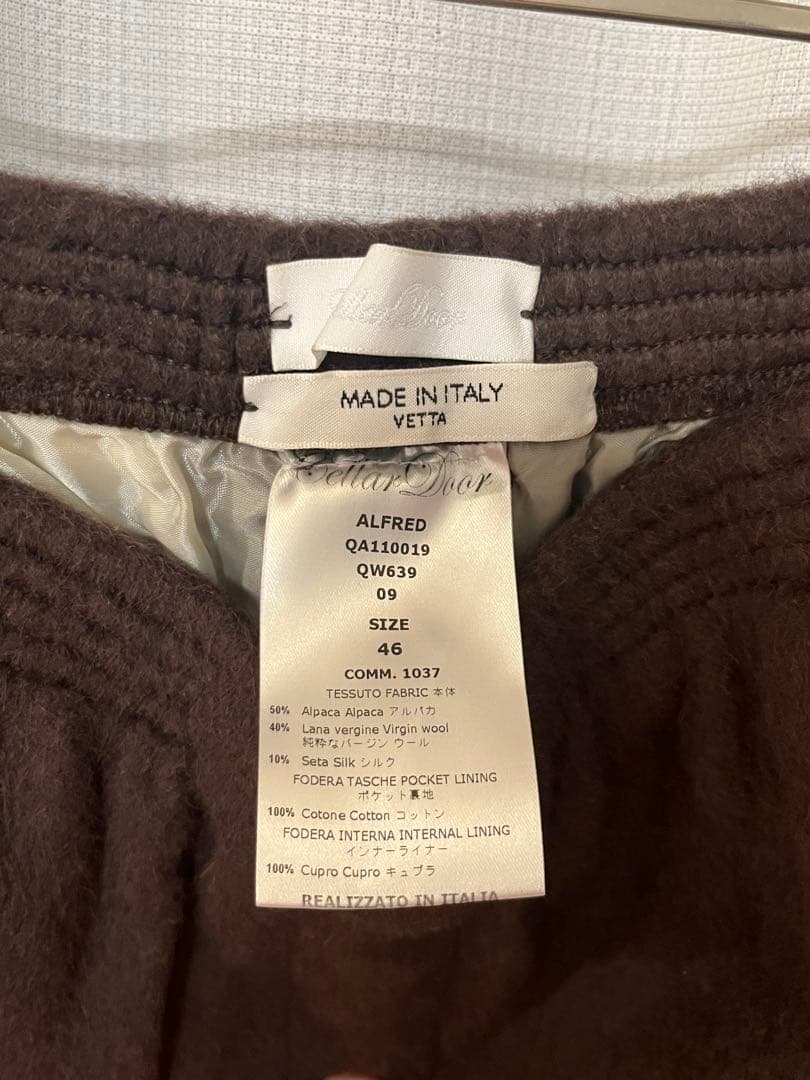 Door
MADE IN ITALY
VETTA
Cellar Door
ALFRED
QA110019
QW639
09
SIZE
46
COMM. 1037
TESSUTO FABRIC 本体
50% Alpaca Alpaca アルパカ
40% Lana vergine Virgin wool
純粋なバージン ウール
10% Seta Silk シルク
FODERA TASCHE POCKET LINING
ポケット裏地
100% Cotone Cotton コットン
FODERA INTERNA INTERNAL LINING
インナーライナー
100% Cupro Cupro キュプラ
REALIZZATO IN ITALIA